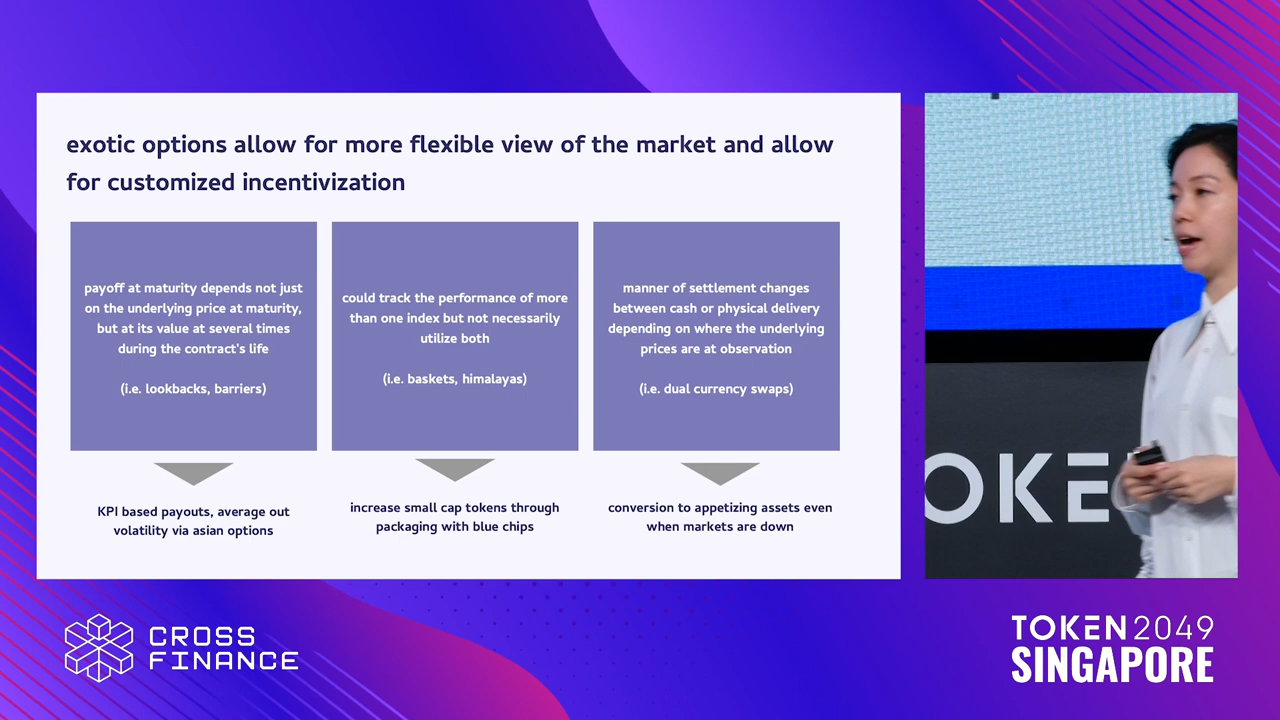 exotic options allow for more flexible view of the market and allow
for customized incentivization
payoff at maturity depends not just
on the underlying price at maturity,
but at its value at several times
during the contract's life
(i.e. lookbacks, barriers)
could track the performance of more
than one index but not necessarily
utilize both
(i.e. baskets, himalayas)
manner of settlement changes
between cash or physical delivery
depending on where the underlying
prices are at observation
(i.e. dual currency swaps)
KPI based payouts, average out
volatility via asian options
increase small cap tokens through
packaging with blue chips
conversion to appetizing assets even
when markets are down
OKE
CROSS
FINANCE
TOKEN2049
SINGAPORE